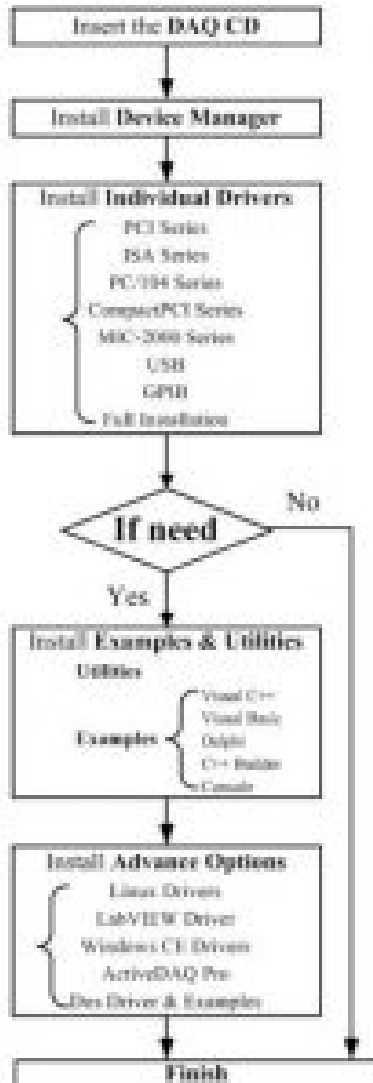 Insert the DAQ CD
Install Device Manager
Install Individual Drivers
PCI Series
ISA Series
PC/104 Series
CompactPCI Series
MIC-2000 Series
USB
GPIB
Full Installation
If need
No
Yes
Install Examples & Utilities
Utilities
Examples
Visual C++
Visual Basic
Delphi
C++ Builder
Console
Install Advance Options
Linux Drivers
LabVIEW Driver
Windows CE Drivers
ActiveDAQ Pro
Dos Driver & Examples
Finish